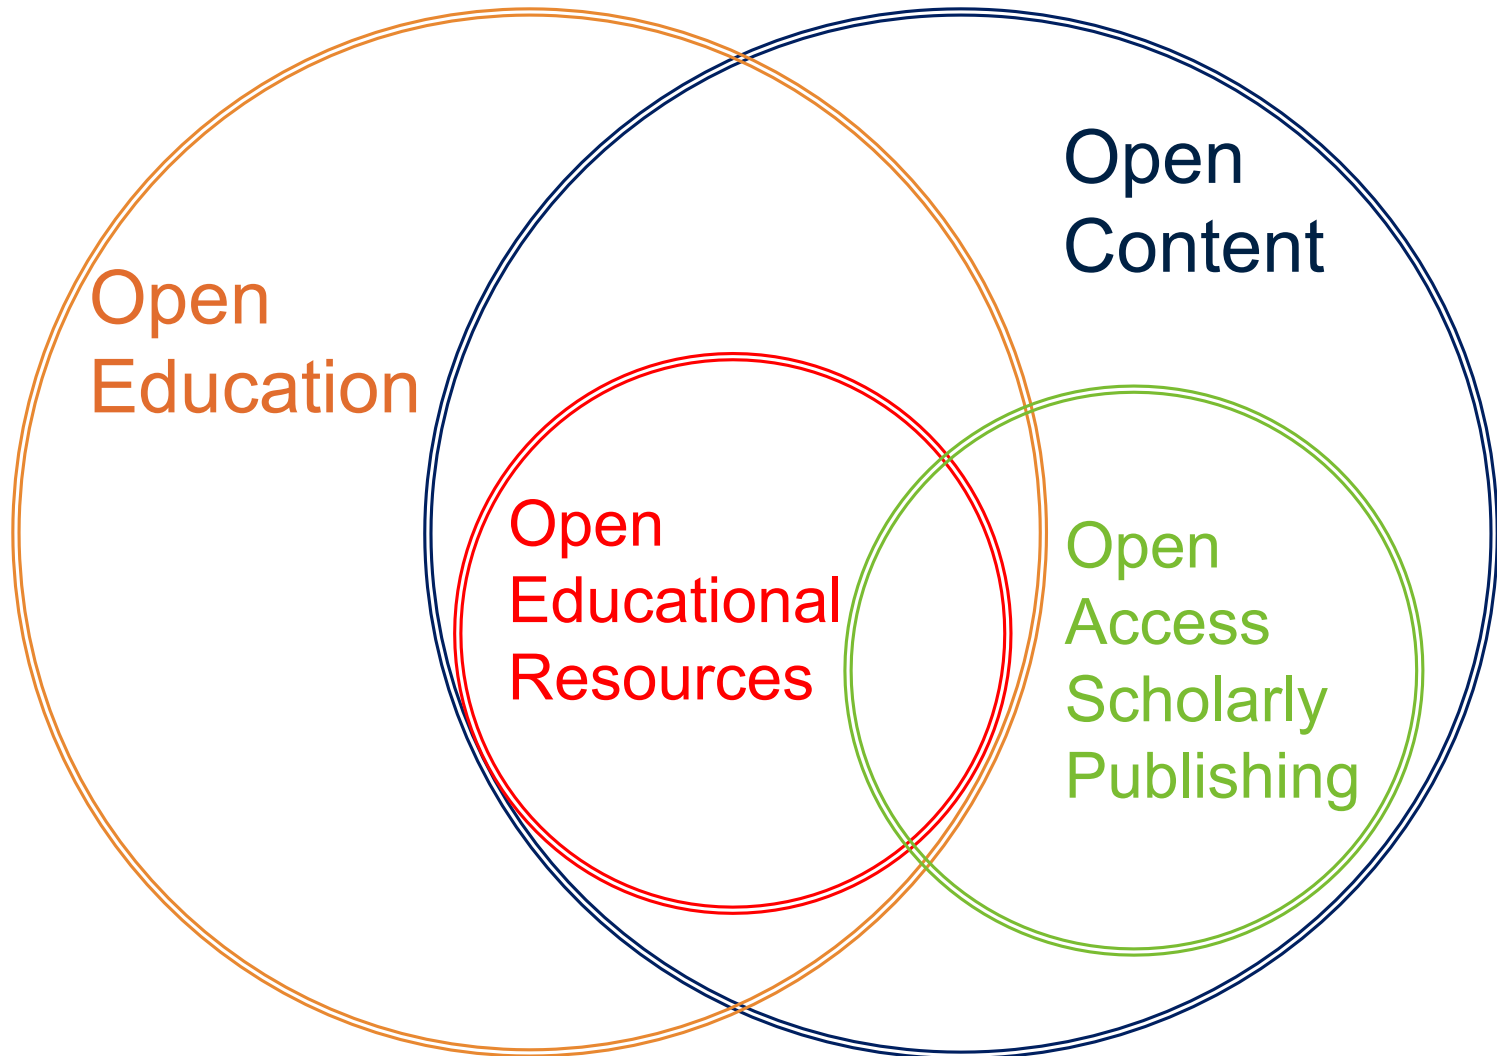 Open
Education
Open
Content
Open
Educational
Resources
Open
Access
Scholarly
Publishing